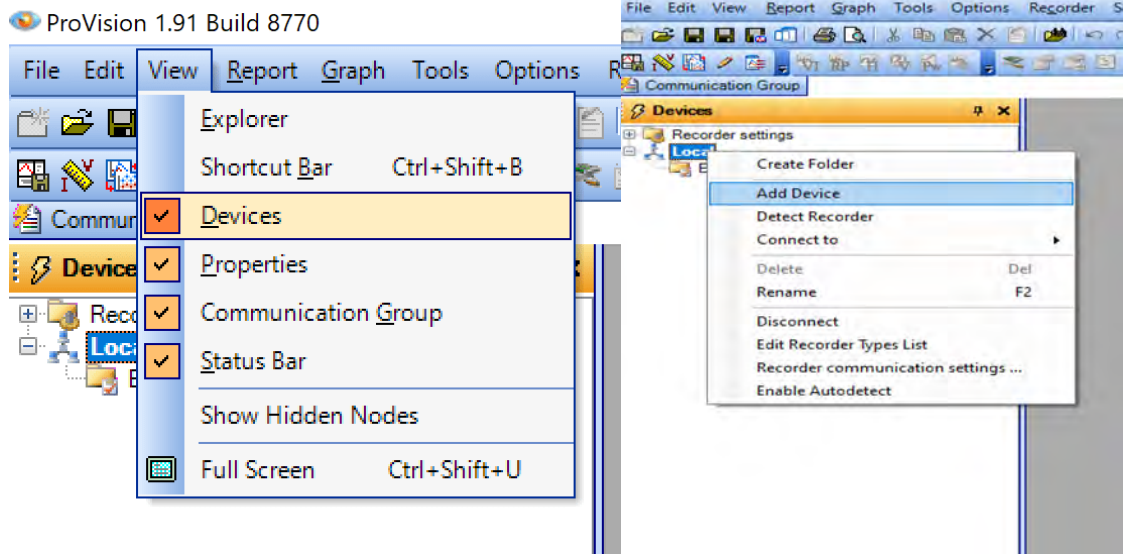 ProVision 1.91 Build 8770
File Edit View Report Graph Tools Options R
Explorer
Shortcut Bar Ctrl+Shift+B
Commun
Devices
Device
Properties
Reco
Communication Group
Loca
Status Bar
E
Show Hidden Nodes
Full Screen Ctrl+Shift+U
File Edit View Report Graph Tools Options Recorder S
Communication Group
Devices
Recorder settings
Local
E
Create Folder
Add Device
Detect Recorder
Connect to
Delete Del
Rename F2
Disconnect
Edit Recorder Types List
Recorder communication settings ...
Enable Autodetect